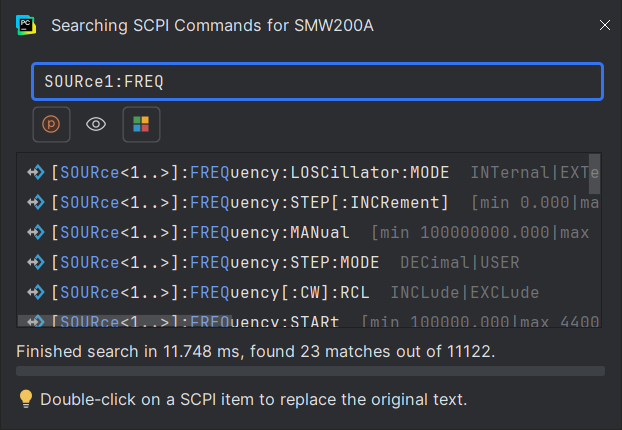 PC
Searching SCPI Commands for SMW200A
SOURce1:FREQ
p
[SOURce<1..>]:FREQuency:LOSCillator:MODE INTernal|EXTe
[SOURce<1..>]:FREQuency:STEP[:INCRement] [min 0.000|ma
[SOURce<1..>]:FREQuency:MANual [min 100000000.000|max
[SOURce<1..>]:FREQuency:STEP:MODE DECimal|USER
[SOURce<1..>]:FREQuency[:CW]:RCL INCLude|EXCLude
[SOURce<1..>]:FREQuency:STARt [min 100000.000|max 4400
Finished search in 11.748 ms, found 23 matches out of 11122.
Double-click on a SCPI item to replace the original text.